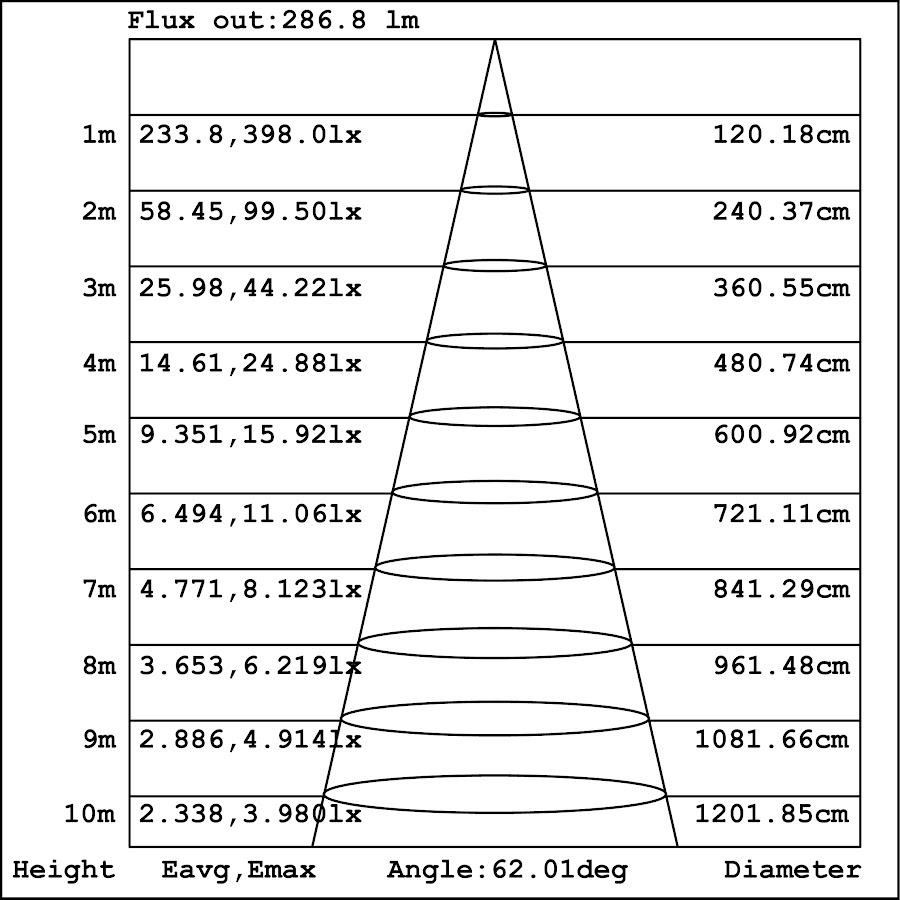 Flux out:286.8 lm
1m 233.8,398.0lx 120.18cm
2m 58.45,99.50lx 240.37cm
3m 25.98,44.22lx 360.55cm
4m 14.61,24.88lx 480.74cm
5m 9.351,15.92lx 600.92cm
6m 6.494,11.06lx 721.11cm
7m 4.771,8.123lx 841.29cm
8m 3.653,6.219lx 961.48cm
9m 2.886,4.914lx 1081.66cm
10m 2.338,3.980lx 1201.85cm
Height Eavg,Emax Angle:62.01deg Diameter